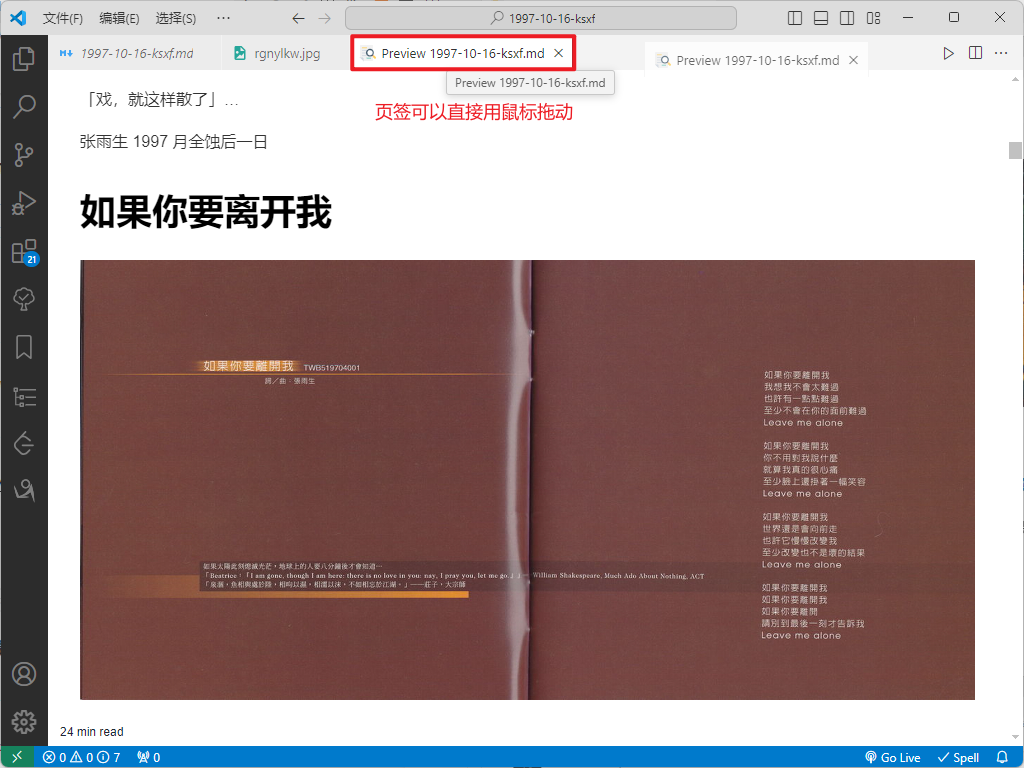 文件(F) 编辑(E) 选择(S) ··· 1997-10-16-ksxf
1997-10-16-ksxf.md rgnylkw.jpg Preview 1997-10-16-ksxf.md Preview 1997-10-16-ksxf.md
Preview 1997-10-16-ksxf.md
「戏，就这样散了」...
页签可以直接用鼠标拖动
张雨生 1997 月全蚀后一日
如果你要离开我
如果你要離開我 TWB519704001
詞／曲：張雨生
如果你要離開我
我想我不會太難過
也許有一點點難過
至少不會在你的面前難過
Leave me alone
如果你要離開我
你不用對我說什麼
就算我真的很心痛
至少臉上還掛著一幅笑容
Leave me alone
如果你要離開我
世界還是會向前走
也許它慢慢改變我
至少改變也不是壞的結果
Leave me alone
如果你要離開我
如果你要離開我
如果你要離開
請別到最後一刻才告訴我
Leave me alone
如果太陽此刻熄滅光芒，地球上的人要八分鐘後才會知道…
「Beatrice：「I am gone, though I am here: there is no love in you: nay, I pray you, let me go.」 William Shakespeare, Much Ado About Nothing, ACT
「泉涸，魚相與處於陸，相呴以濕，相濡以沫，不如相忘於江湖。」——莊子，大宗師
24 min read
21
0 0 7 0 Go Live Spell